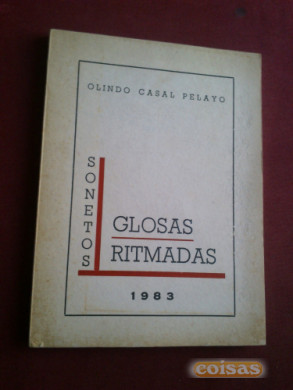 OLINDO CASAL PELAYO
SONETOS
GLOSAS
RITMADAS
1983
coisas